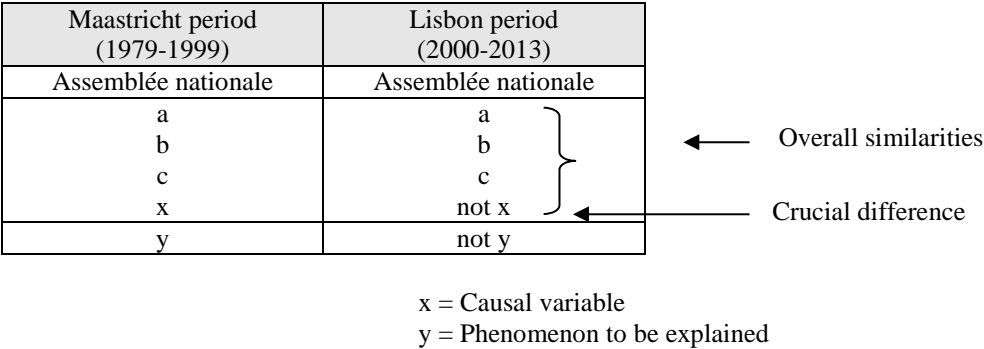 Maastricht period Lisbon period
(1979-1999) (2000-2013)
Assemblée nationale Assemblée nationale
a a
b b Overall similarities
c c
x not x Crucial difference
y not y
x = Causal variable
y = Phenomenon to be explained